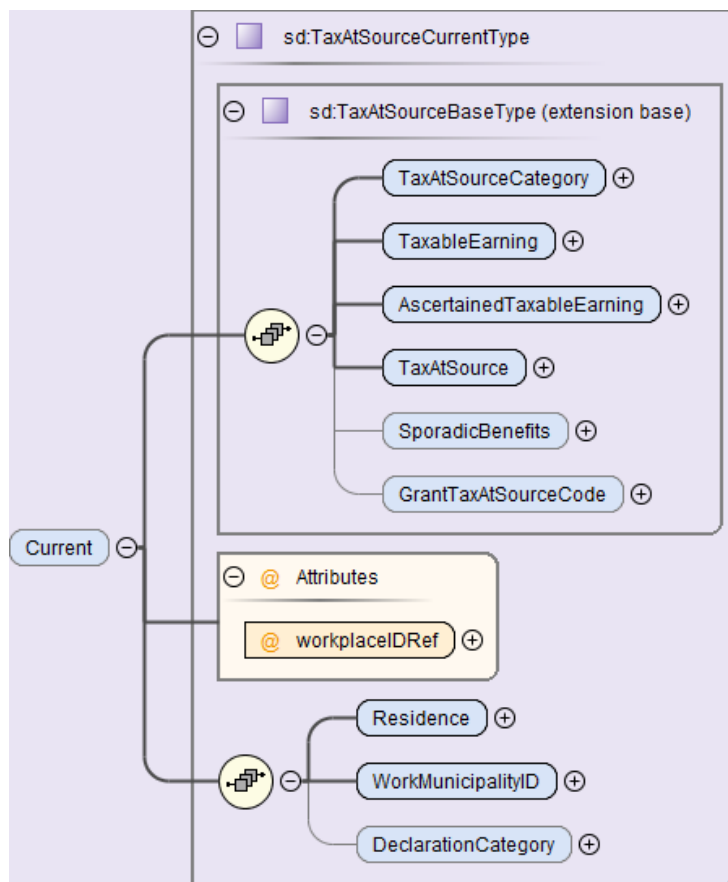 sd:TaxAtSourceCurrentType
sd:TaxAtSourceBaseType (extension base)
TaxAtSourceCategory
TaxableEarning
AscertainedTaxableEarning
TaxAtSource
SporadicBenefits
GrantTaxAtSourceCode
Current
@ Attributes
@ workplaceIDRef
Residence
WorkMunicipalityID
DeclarationCategory